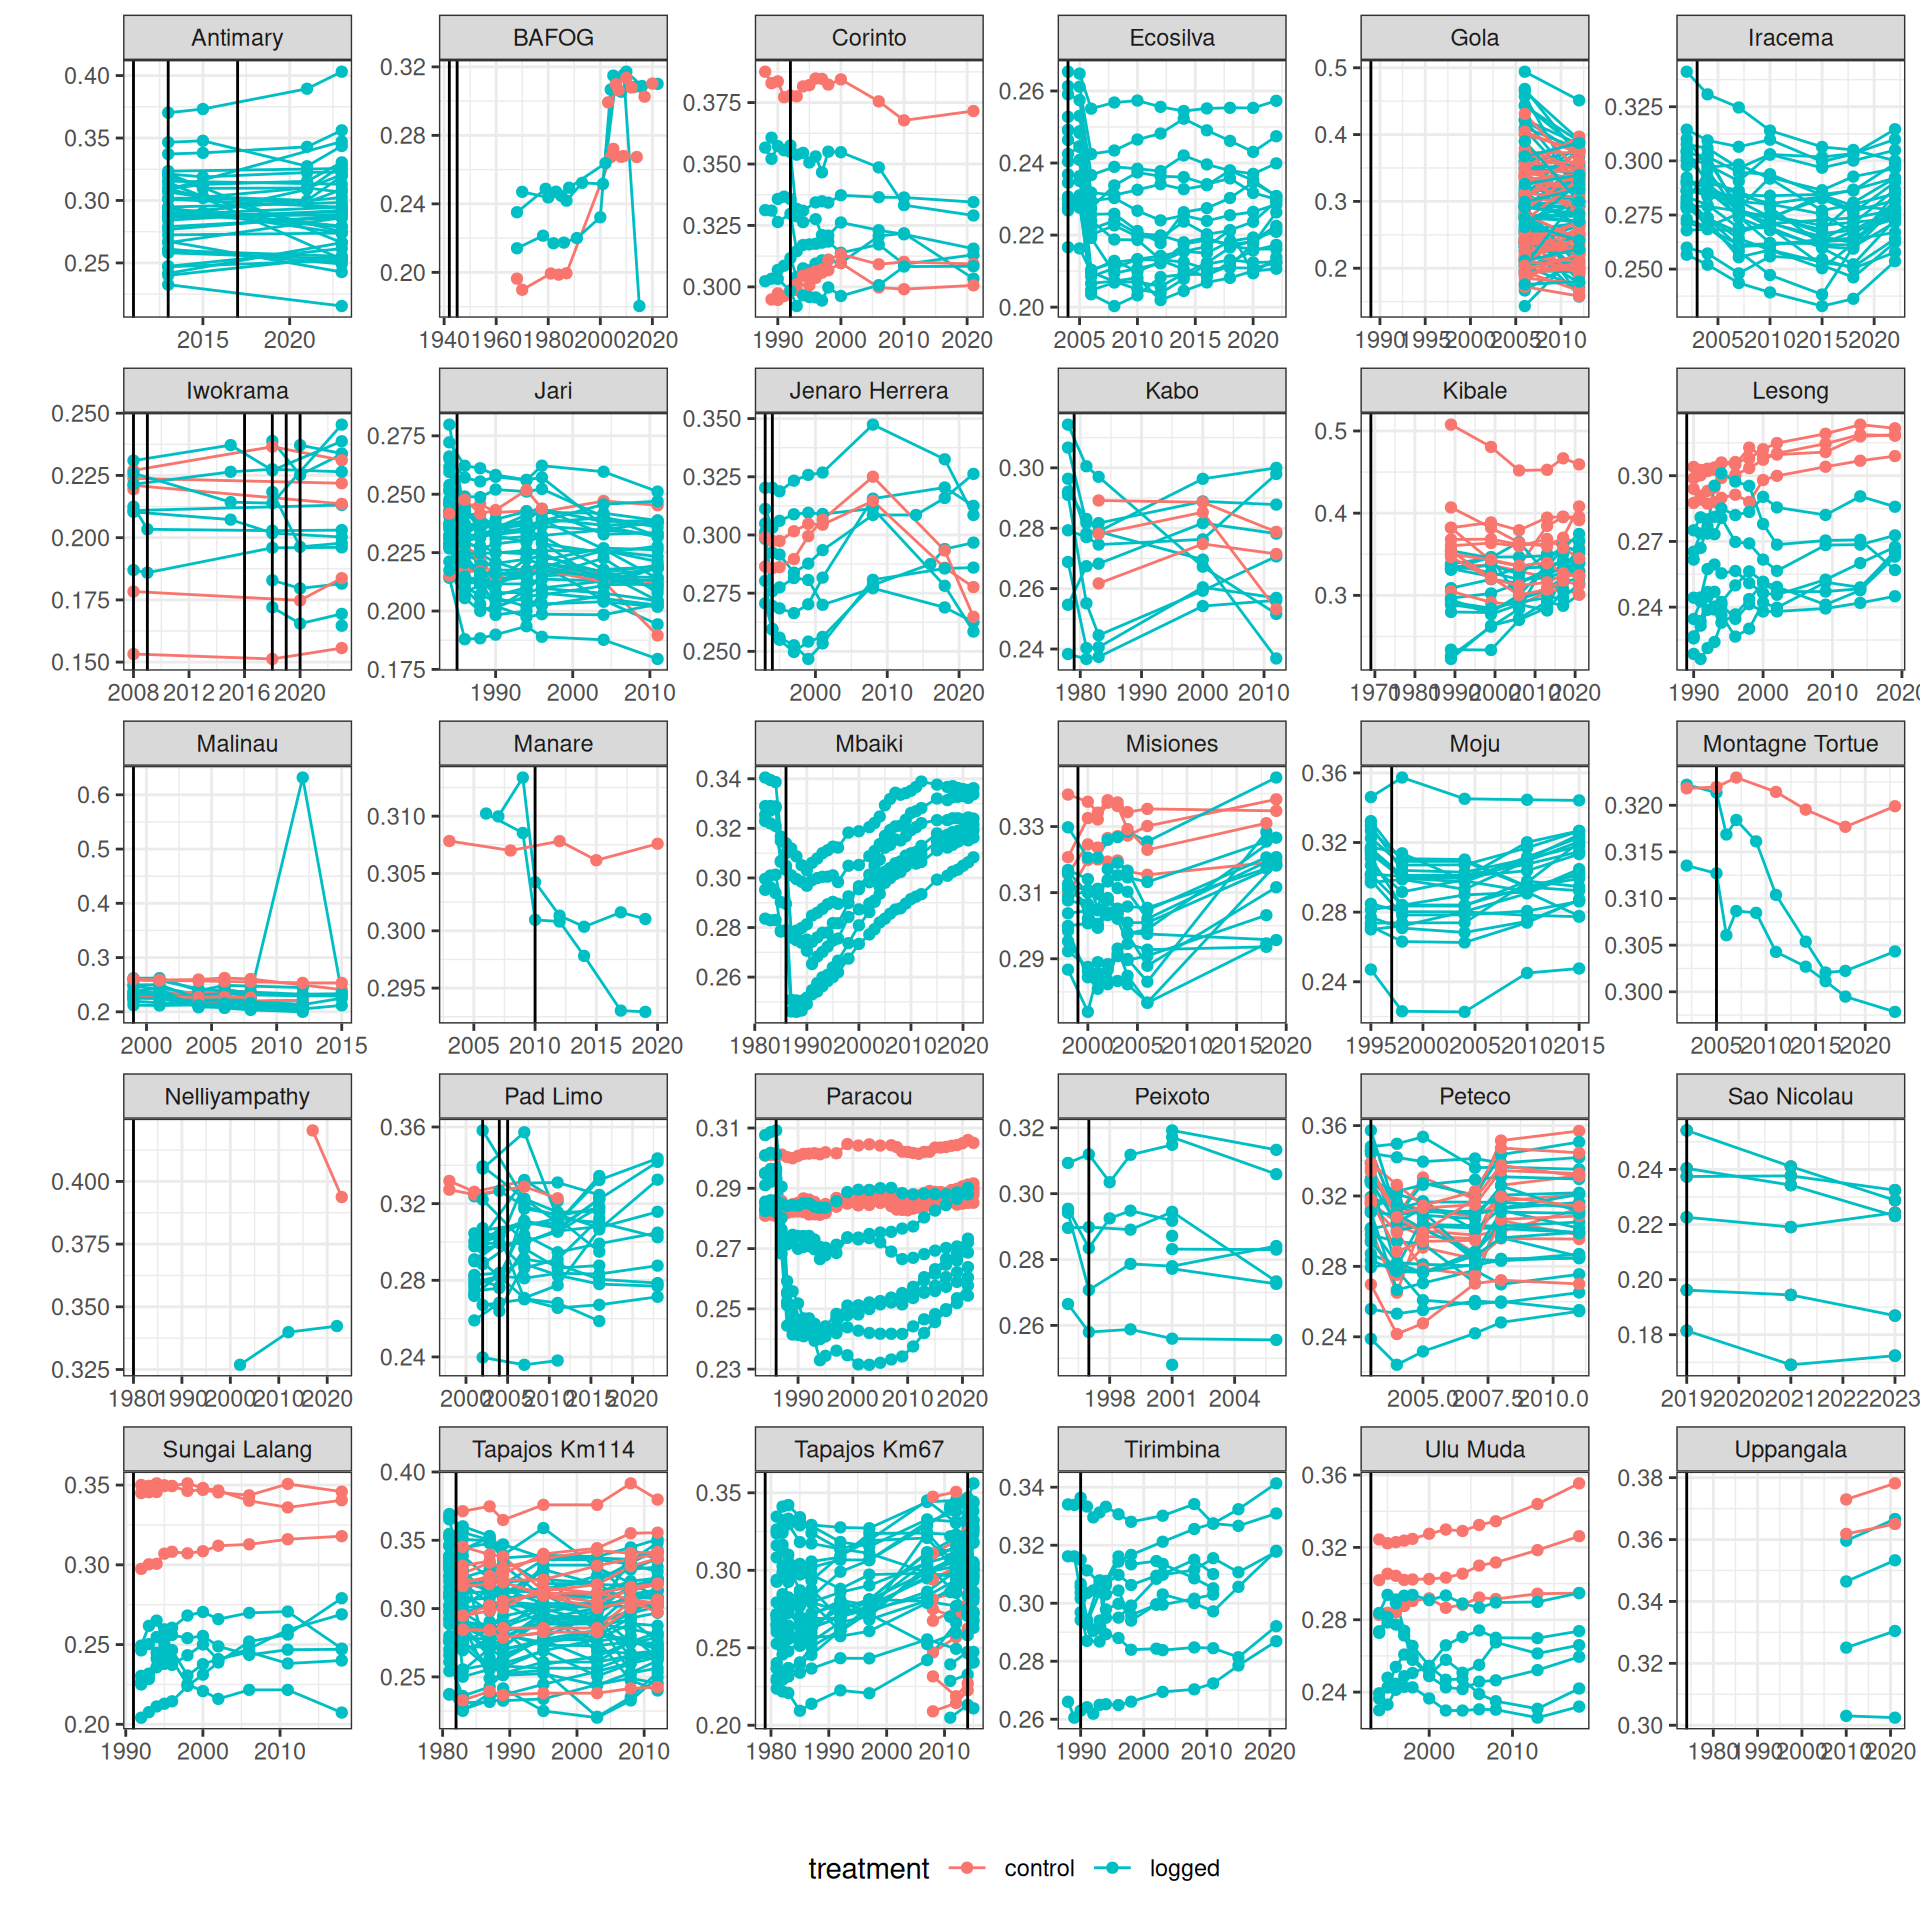 Antimary BAFOG Corinto Ecosilva Gola Iracema
0.40 0.35 0.30 0.25
0.32 0.28 0.24 0.20
0.375 0.350 0.325 0.300
0.26 0.24 0.22 0.20
0.5 0.4 0.3 0.2
0.325 0.300 0.275 0.250
2015 2020
1940 1960 1980 2000 2020
1990 2000 2010 2020
2005 2010 2015 2020
1990 1995 2000 2005 2010
2005 2010 2015 2020
Iwokrama Jari Jenaro Herrera Kabo Kibale Lesong
0.250 0.225 0.200 0.175 0.150
0.275 0.250 0.225 0.200 0.175
0.350 0.325 0.300 0.275 0.250
0.30 0.28 0.26 0.24
0.5 0.4 0.3
0.30 0.27 0.24
2008 2012 2016 2020
1990 2000 2010
2000 2010 2020
1980 1990 2000 2010
1970 1980 1990 2000 2010 2020
1990 2000 2010 2020
Malinau Manare Mbaiki Misiones Moju Montagne Tortue
0.6 0.5 0.4 0.3 0.2
0.310 0.305 0.300 0.295
0.34 0.32 0.30 0.28 0.26
0.33 0.31 0.29
0.36 0.32 0.28 0.24
0.320 0.315 0.310 0.305 0.300
2000 2005 2010 2015
2005 2010 2015 2020
1980 1990 2000 2010 2020
2000 2005 2010 2015 2020
1995 2000 2005 2010 2015
2005 2010 2015 2020
Nelliyampathy Pad Limo Paracou Peixoto Peteco Sao Nicolau
0.400 0.375 0.350 0.325
0.36 0.32 0.28 0.24
0.31 0.29 0.27 0.25 0.23
0.32 0.30 0.28 0.26
0.36 0.32 0.28 0.24
0.24 0.22 0.20 0.18
1980 1990 2000 2010 2020
2000 2005 2010 2015 2020
1990 2000 2010 2020
1998 2001 2004
2005.0 2007.5 2010.0
2019 2020 2021 2022 2023
Sungai Lalang Tapajos Km114 Tapajos Km67 Tirimbina Ulu Muda Uppangala
0.35 0.30 0.25 0.20
0.40 0.35 0.30 0.25
0.35 0.30 0.25 0.20
0.34 0.32 0.30 0.28 0.26
0.36 0.32 0.28 0.24
0.38 0.36 0.34 0.32 0.30
1990 2000 2010
1980 1990 2000 2010
1980 1990 2000 2010
1990 2000 2010 2020
2000 2010
1980 1990 2000 2010 2020
treatment control logged